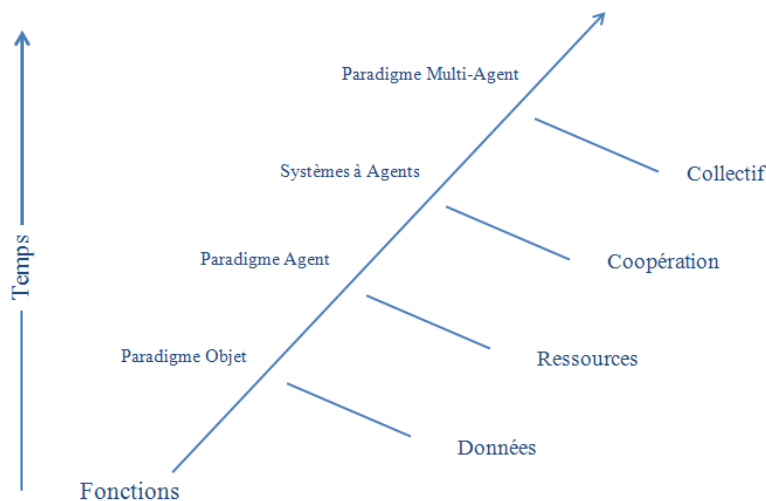 Paradigme Multi-Agent
Collectif
Systèmes à Agents
Coopération
Paradigme Agent
Temps
Ressources
Paradigme Objet
Données
Fonctions